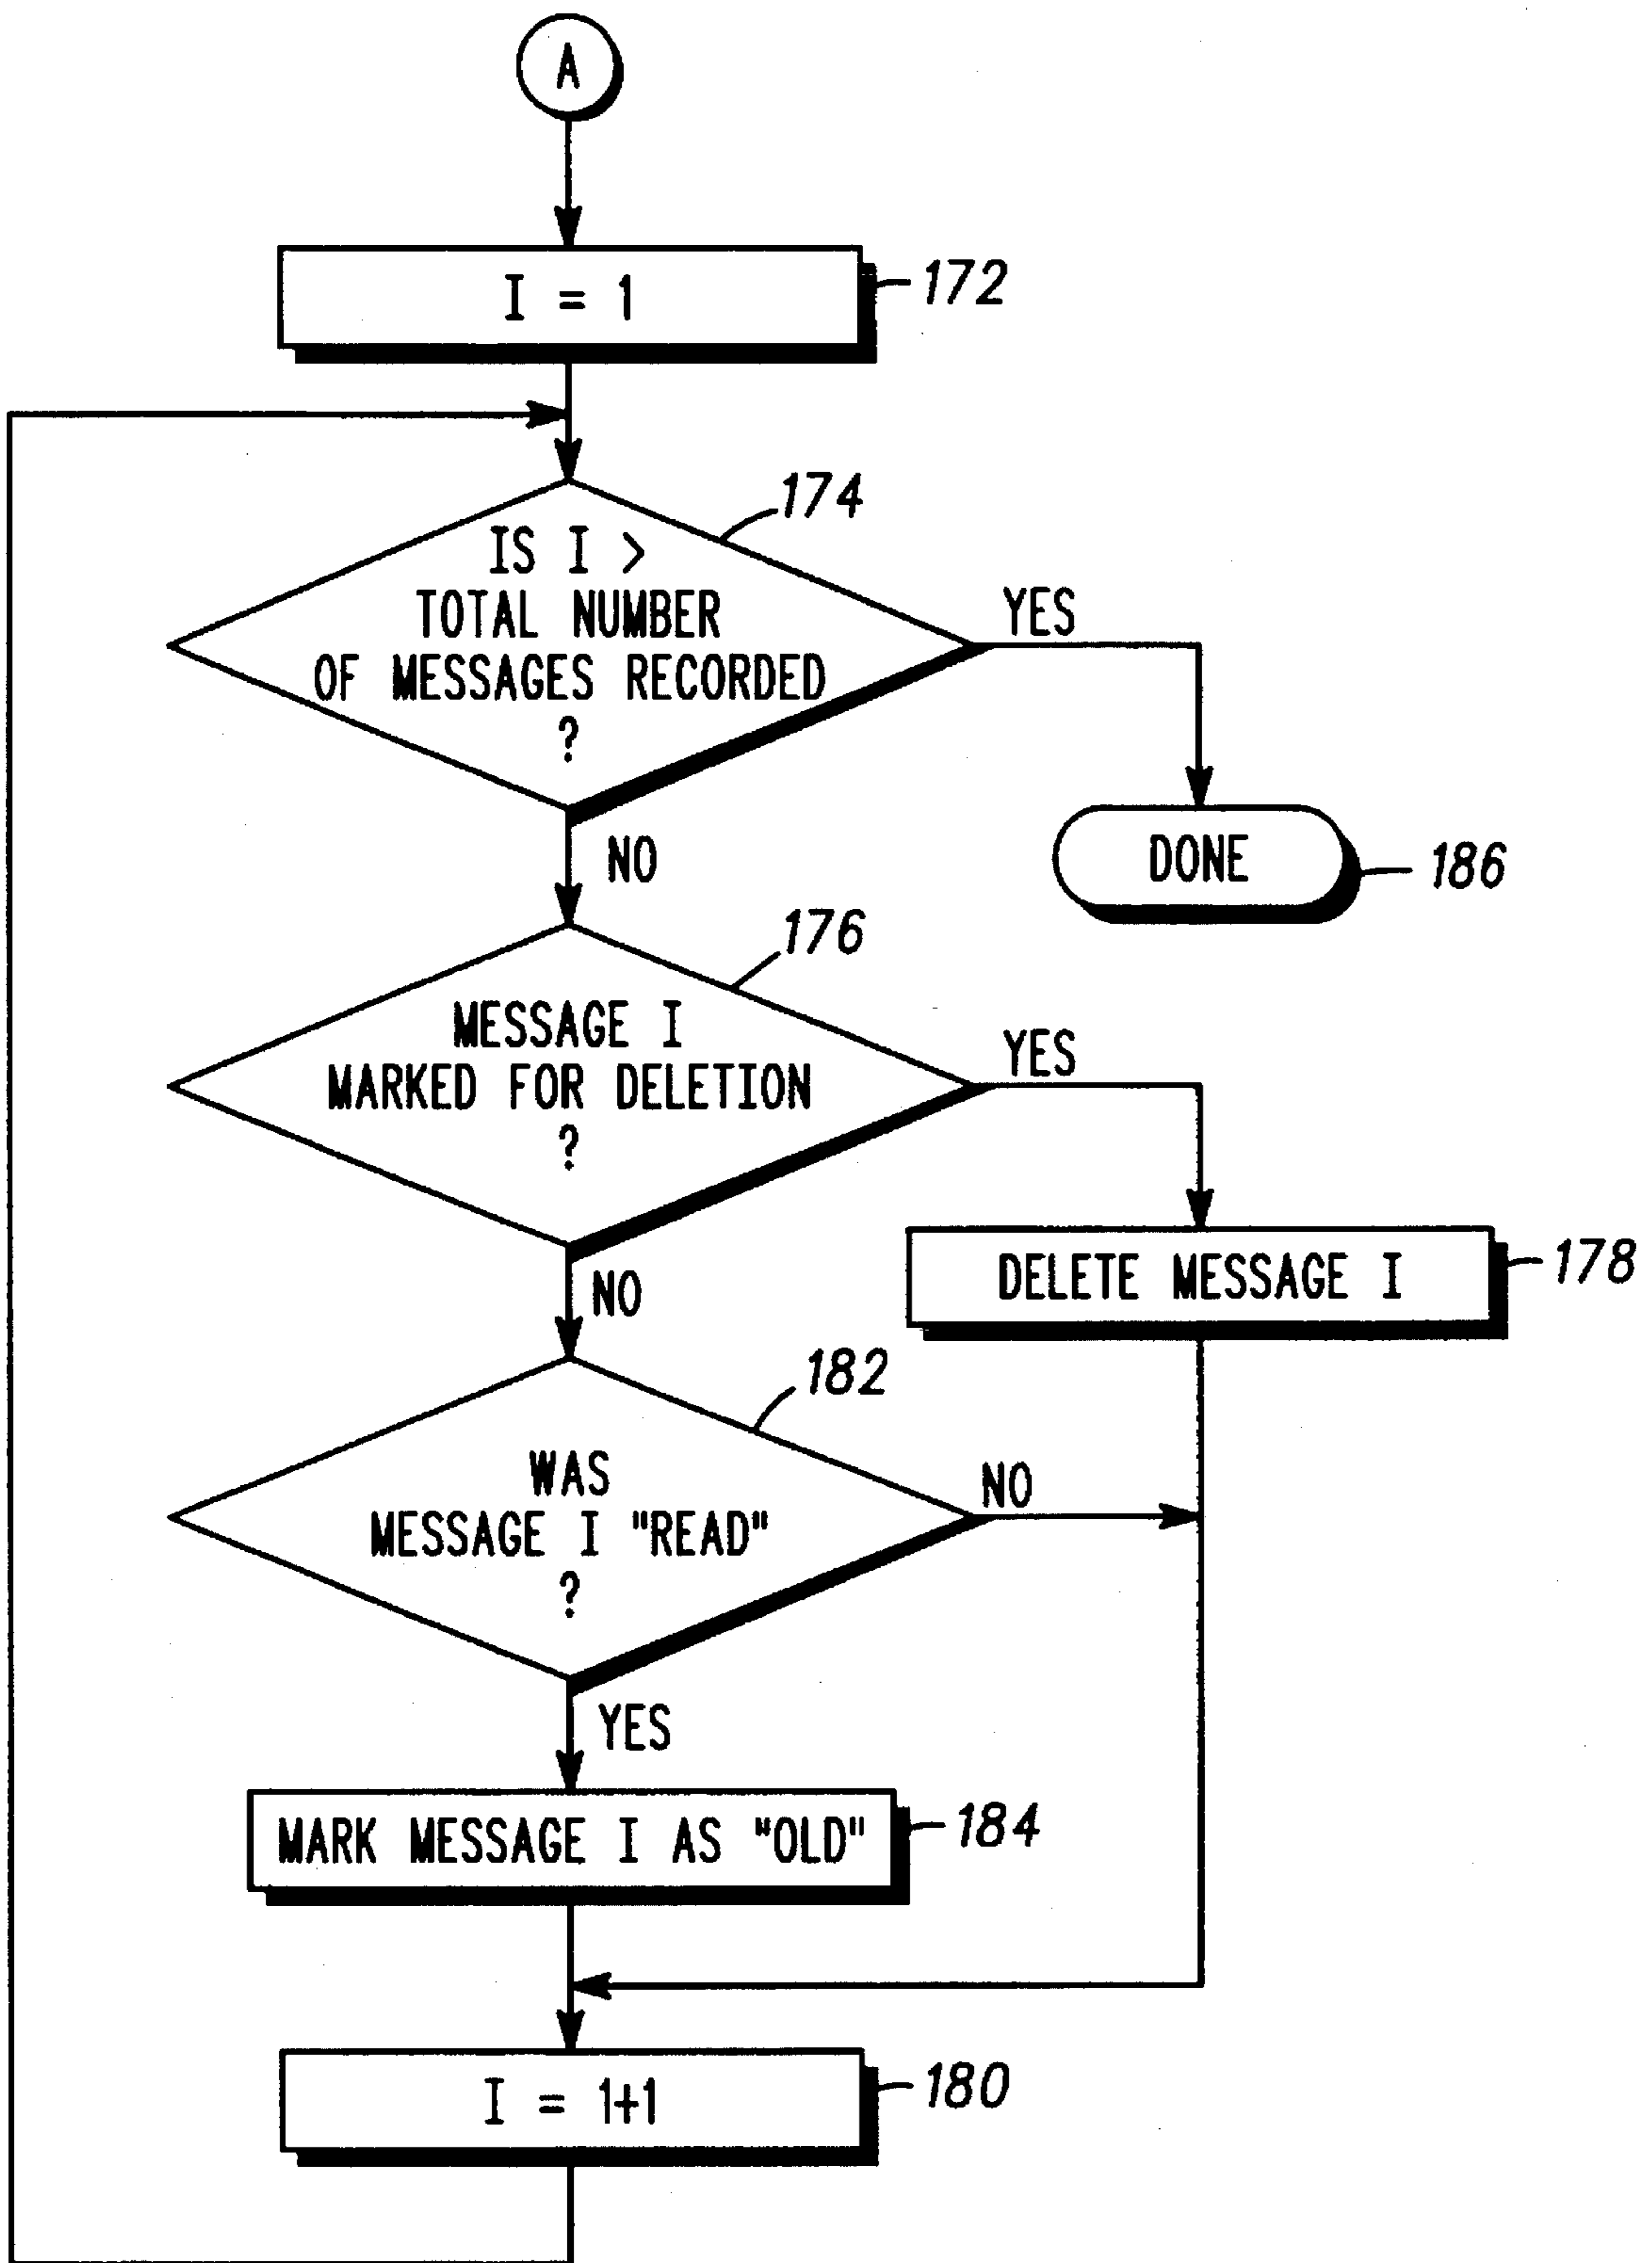 A
I = 1
172
174
IS I >
TOTAL NUMBER
OF MESSAGES RECORDED
?
YES
NO
DONE
186
176
MESSAGE I
MARKED FOR DELETION
?
YES
NO
DELETE MESSAGE I
178
182
WAS
MESSAGE I "READ"
?
NO
YES
MARK MESSAGE I AS "OLD"
184
I = 1+1
180